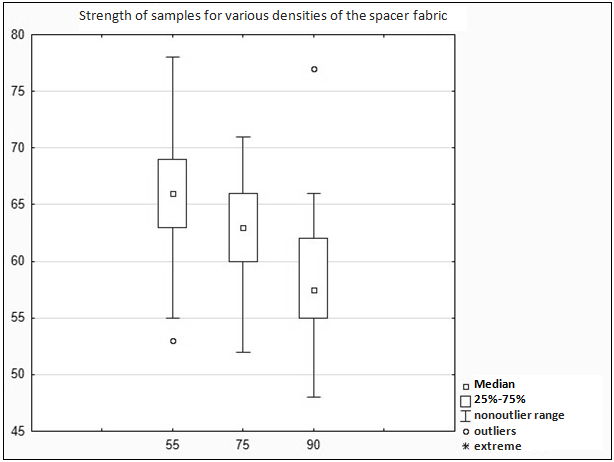 Strength of samples for various densities of the spacer fabric
80
75
70
65
60
55
50
45
55 75 90
Median
25%-75%
nonoutlier range
outliers
extreme